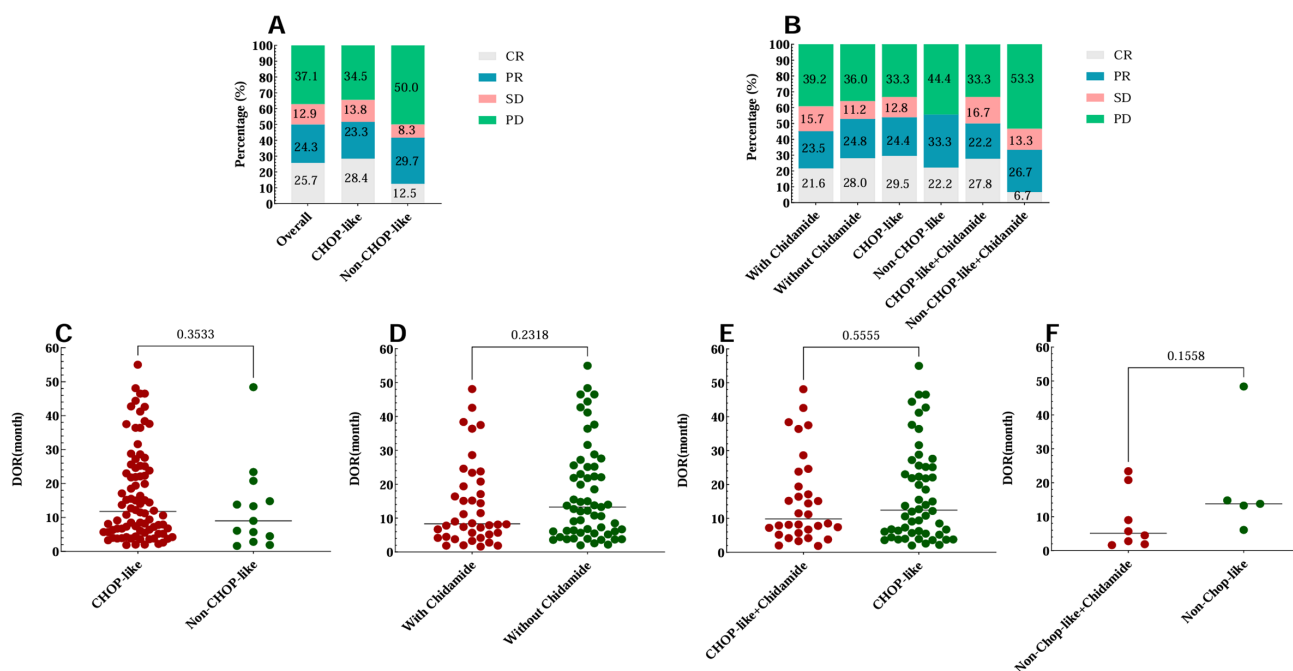 A
Percentage (%)
100
90
80
70
60
50
40
30
20
10
0
37.1
34.5
50.0
12.9
13.8
8.3
24.3
23.3
29.7
25.7
28.4
12.5
Overall
CHOP-like
Non-CHOP-like
CR
PR
SD
PD
B
Percentage (%)
100
90
80
70
60
50
40
30
20
10
0
39.2
36.0
33.3
44.4
33.3
53.3
15.7
11.2
12.8
16.7
13.3
23.5
24.8
24.4
33.3
22.2
26.7
21.6
28.0
29.5
22.2
27.8
6.7
With Chidamide
Without Chidamide
CHOP-like
Non-CHOP-like
CHOP-like+Chidamide
Non-CHOP-like+Chidamide
CR
PR
SD
PD
C
0.3533
DOR(month)
60
50
40
30
20
10
0
CHOP-like
Non-CHOP-like
D
0.2318
DOR(month)
60
50
40
30
20
10
0
With Chidamide
Without Chidamide
E
0.5555
DOR(month)
60
50
40
30
20
10
0
CHOP-like+Chidamide
CHOP-like
F
0.1558
DOR(month)
60
50
40
30
20
10
0
Non-Chop-like+Chidamide
Non-Chop-like